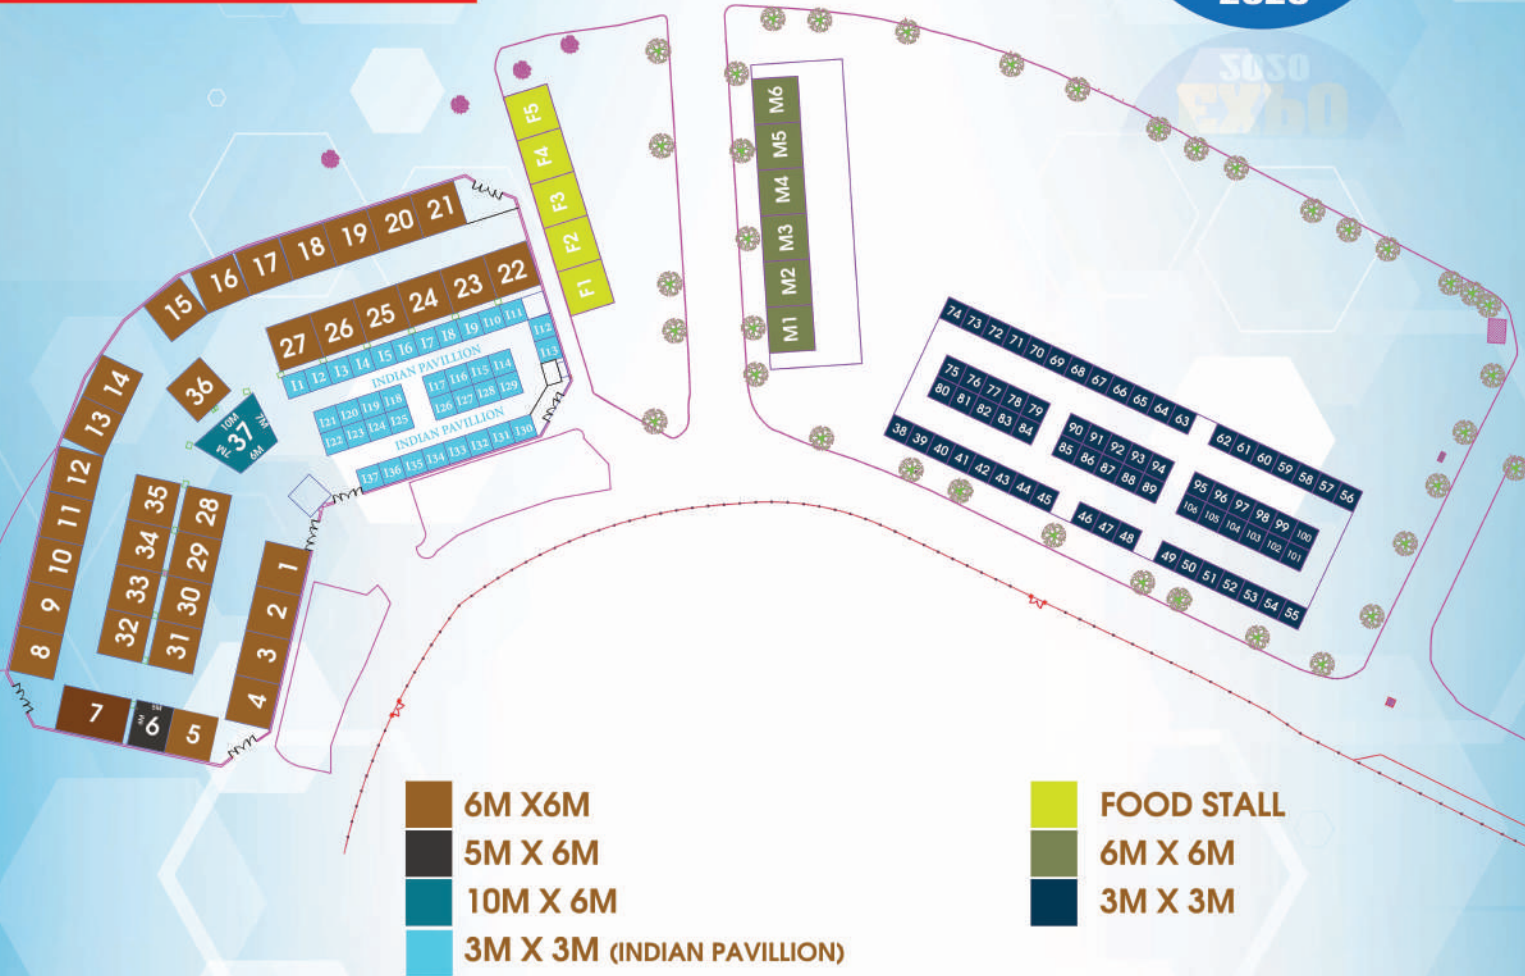 2020
2020
EXPO
F5
F4
F3
F2
F1
M6
M5
M4
M3
M2
M1
15 16 17 18 19 20 21
27 26 25 24 23 22
I1 I2 I3 I4 I5 I6 I7 I8 I9 I10 I11
I12
I13
INDIAN PAVILLION
I21 I20 I19 I18
I22 I23 I24 I25
I17 I16 I15 I14
I26 I27 I28 I29
INDIAN PAVILLION
I37 I36 I35 I34 I33 I32 I31 I30
36
10M 7M
37
7M 6M
14
13
12
11
10
9
8
35
34
33
32
28
29
30
31
1
2
3
4
7
6
5
74 73 72 71 70 69 68 67 66 65 64 63
62 61 60 59 58 57 56
75 76 77 78 79
80 81 82 83 84
90 91 92 93 94
85 86 87 88 89
95 96 97 98 99 100
106 105 104 103 102 101
38 39 40 41 42 43 44 45
46 47 48
49 50 51 52 53 54 55
6M X6M
5M X 6M
10M X 6M
3M X 3M (INDIAN PAVILLION)
FOOD STALL
6M X 6M
3M X 3M